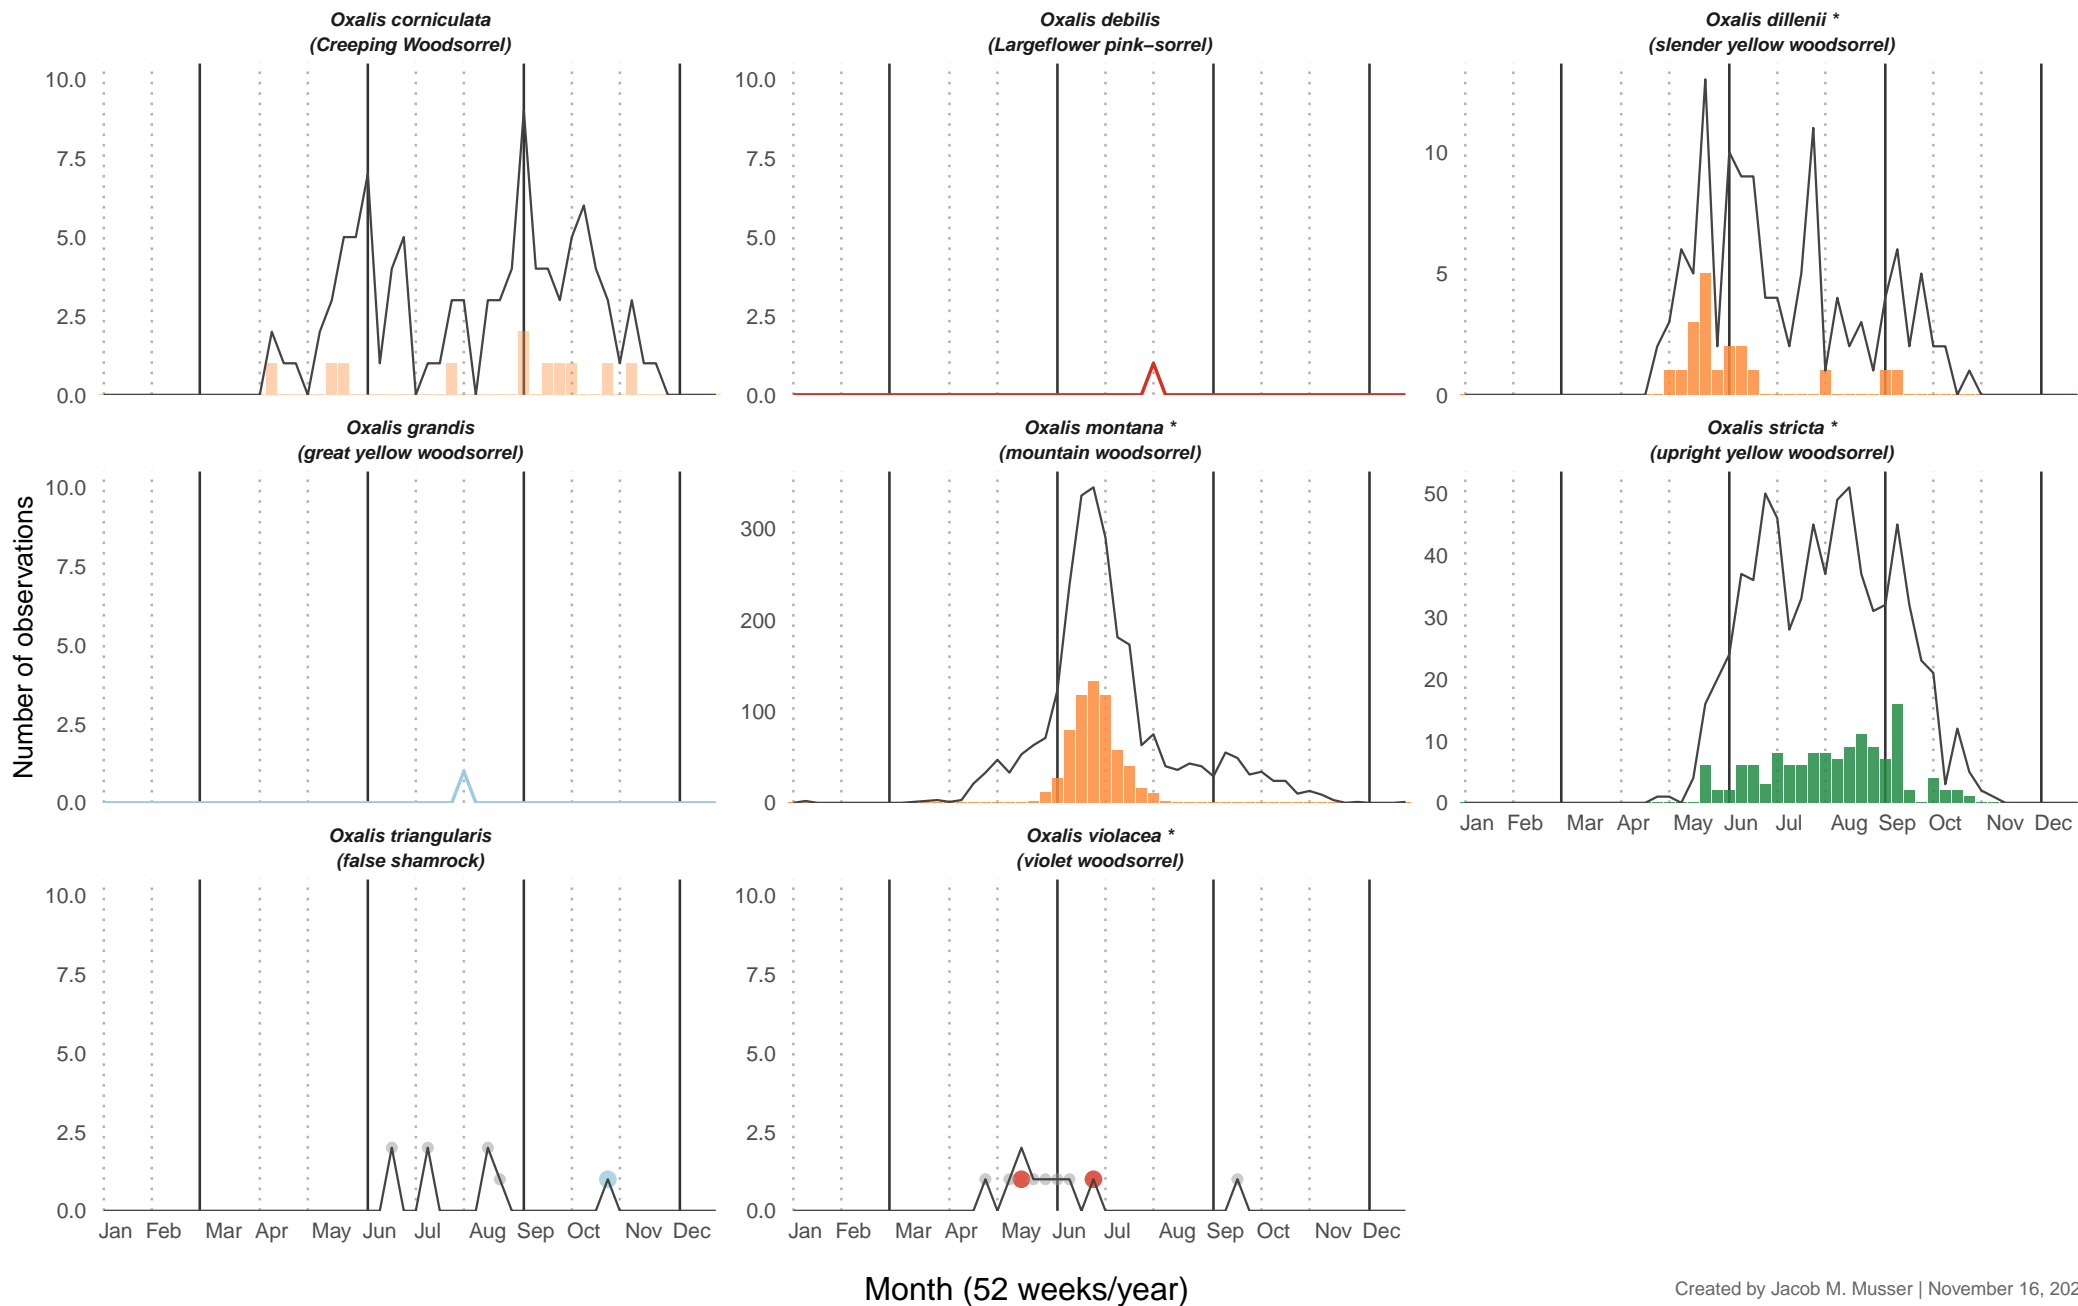 Oxalis corniculata
(Creeping Woodsorrel)
Oxalis debilis
(Largeflower pink–sorrel)
Oxalis dillenii *
(slender yellow woodsorrel)
10.0
7.5
5.0
2.5
0.0
10.0
7.5
5.0
2.5
0.0
10
5
0
Oxalis grandis
(great yellow woodsorrel)
Oxalis montana *
(mountain woodsorrel)
Oxalis stricta *
(upright yellow woodsorrel)
Number of observations
10.0
7.5
5.0
2.5
0.0
300
200
100
0
50
40
30
20
10
0
Jan Feb Mar Apr May Jun Jul Aug Sep Oct Nov Dec
Oxalis triangularis
(false shamrock)
Oxalis violacea *
(violet woodsorrel)
10.0
7.5
5.0
2.5
0.0
10.0
7.5
5.0
2.5
0.0
Jan Feb Mar Apr May Jun Jul Aug Sep Oct Nov Dec
Jan Feb Mar Apr May Jun Jul Aug Sep Oct Nov Dec
Month (52 weeks/year)
Created by Jacob M. Musser | November 16, 202